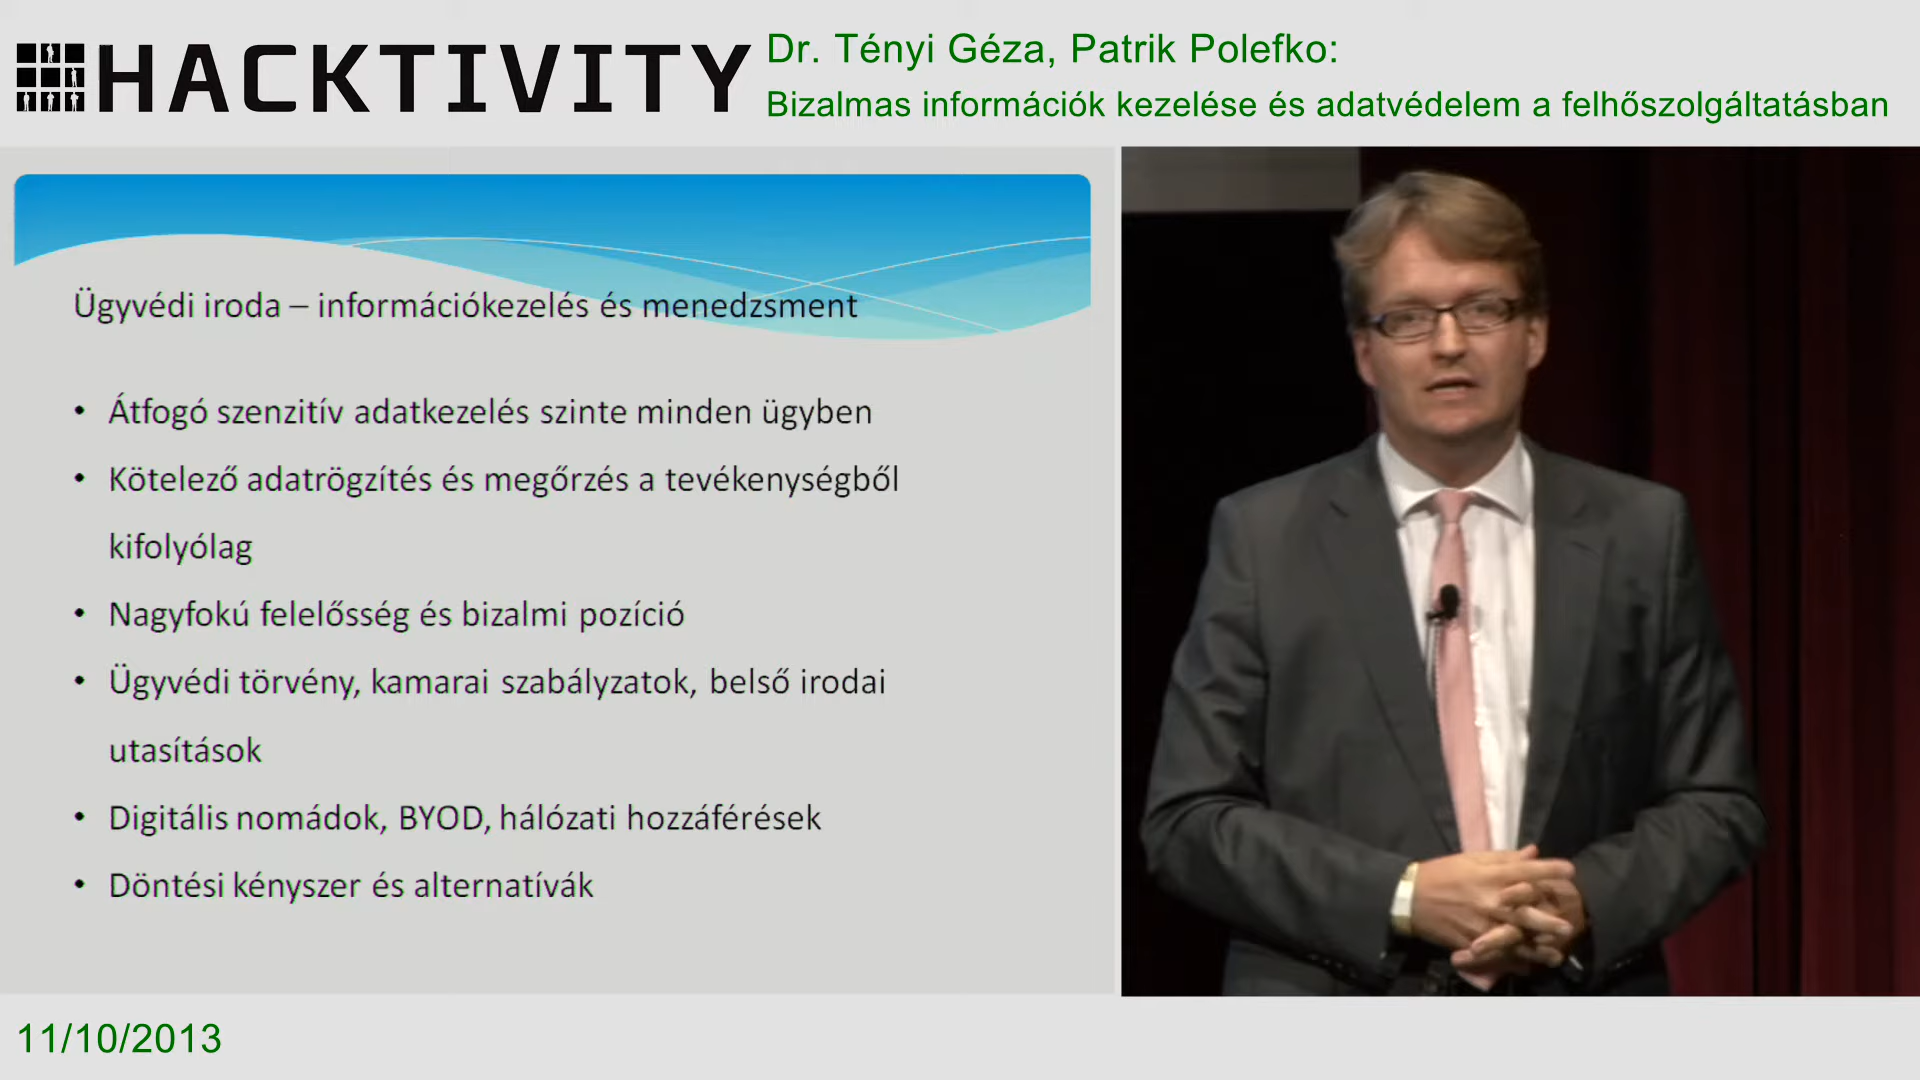 HACKTIVITY
Dr. Tényi Géza, Patrik Polefko:
Bizalmas információk kezelése és adatvédelem a felhőszolgáltatásban
Ügyvédi iroda – információkezelés és menedzsment
• Átfogó szenzitív adatkezelés szinte minden ügyben
• Kötelező adatrögzítés és megőrzés a tevékenységből
kifolyólag
• Nagyfokú felelősség és bizalmi pozíció
• Ügyvédi törvény, kamarai szabályzatok, belső irodai
utasítások
• Digitális nomádok, BYOD, hálózati hozzáférések
• Döntési kényszer és alternatívák
11/10/2013